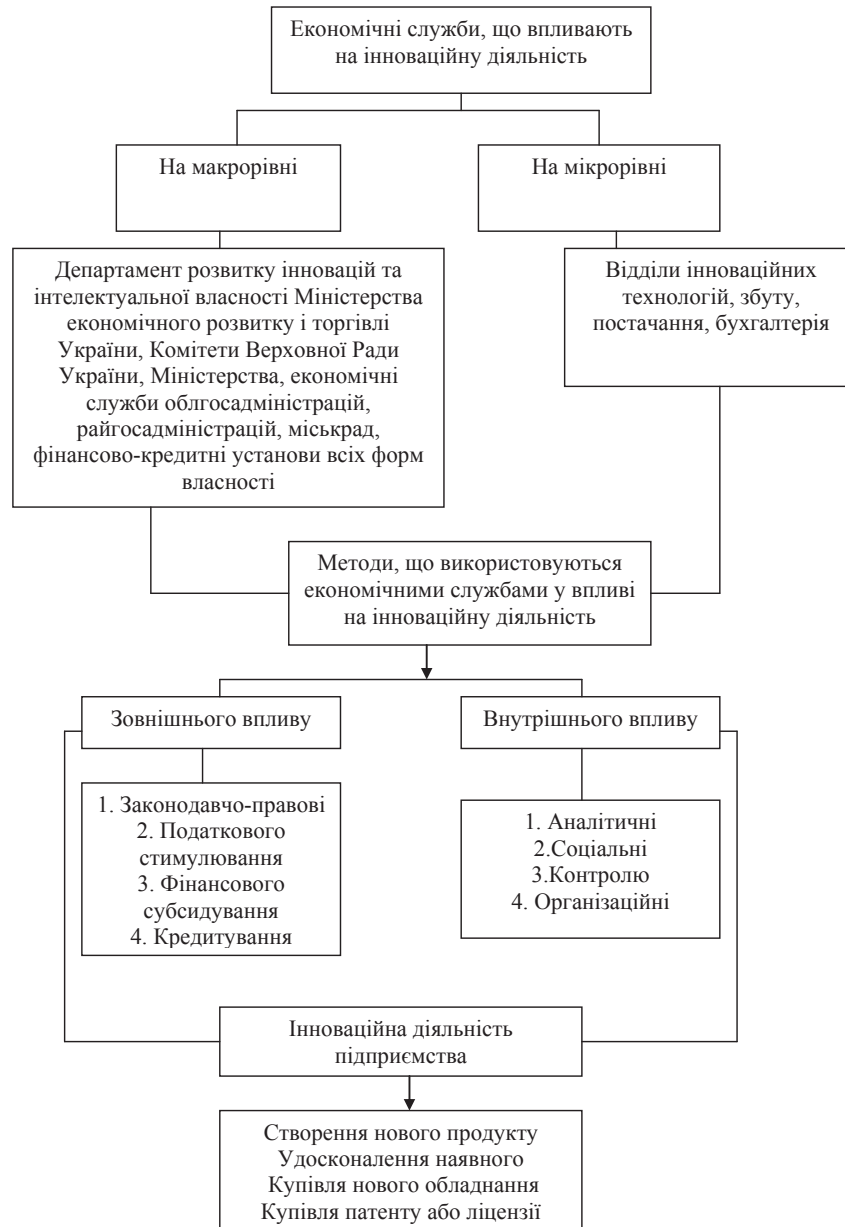 Економічні служби, що впливають
на інноваційну діяльність
На макрорівні
На мікрорівні
Департамент розвитку інновацій та
інтелектуальної власності Міністерства
економічного розвитку і торгівлі
України, Комітети Верховної Ради
України, Міністерства, економічні
служби облгосадміністрацій,
райгосадміністрацій, міськрад,
фінансово-кредитні установи всіх форм
власності
Відділи інноваційних
технологій, збуту,
постачання, бухгалтерія
Методи, що використовуються
економічними службами у впливі
на інноваційну діяльність
Зовнішнього впливу
Внутрішнього впливу
1. Законодавчо-правові
2. Податкового
стимулювання
3. Фінансового
субсидування
4. Кредитування
1. Аналітичні
2.Соціальні
3.Контролю
4. Організаційні
Інноваційна діяльність
підприємства
Створення нового продукту
Удосконалення наявного
Купівля нового обладнання
Купівля патенту або ліцензії